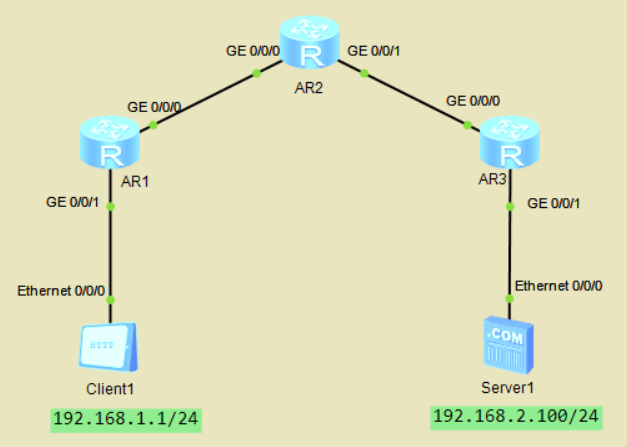 GE 0/0/0
GE 0/0/1
R
AR2
GE 0/0/0
GE 0/0/0
R
R
AR1
AR3
GE 0/0/1
GE 0/0/1
Ethernet 0/0/0
Ethernet 0/0/0
HTTP
.COM
Client1
Server1
192.168.1.1/24
192.168.2.100/24